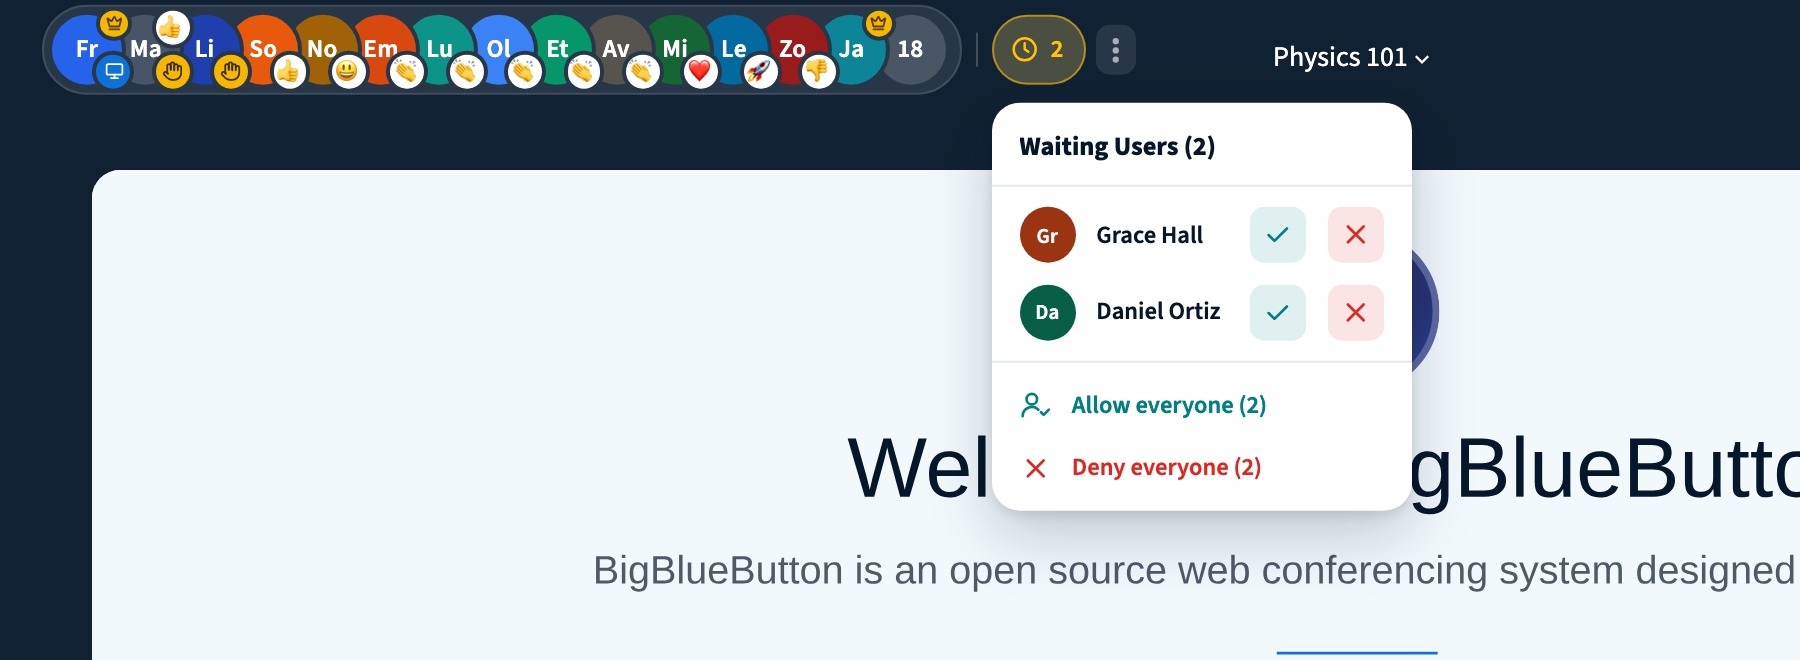 Fr Ma Li So No Em Lu Ol Et Av Mi Le Zo Ja 18
2
Physics 101
Waiting Users (2)
Gr Grace Hall
Da Daniel Ortiz
Allow everyone (2)
Deny everyone (2)
Wel gBlueButto
BigBlueButton is an open source web conferencing system designed